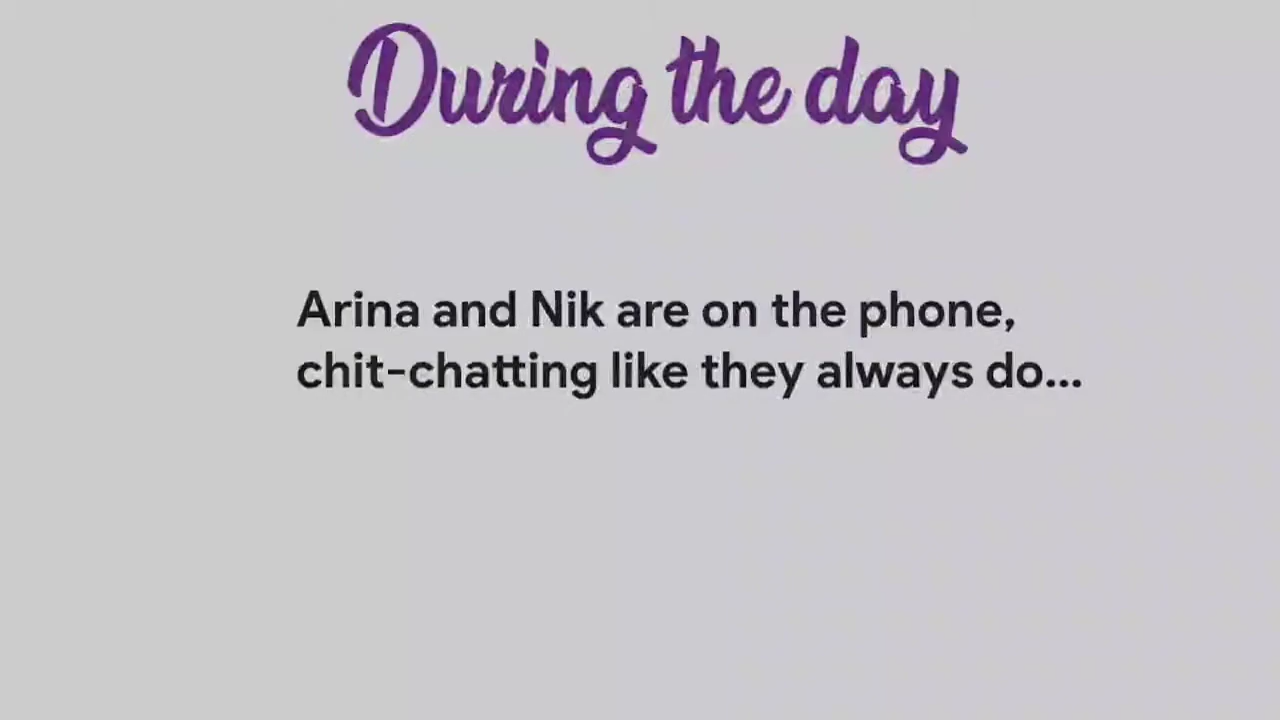 During the day
Arina and Nik are on the phone,
chit-chatting like they always do...